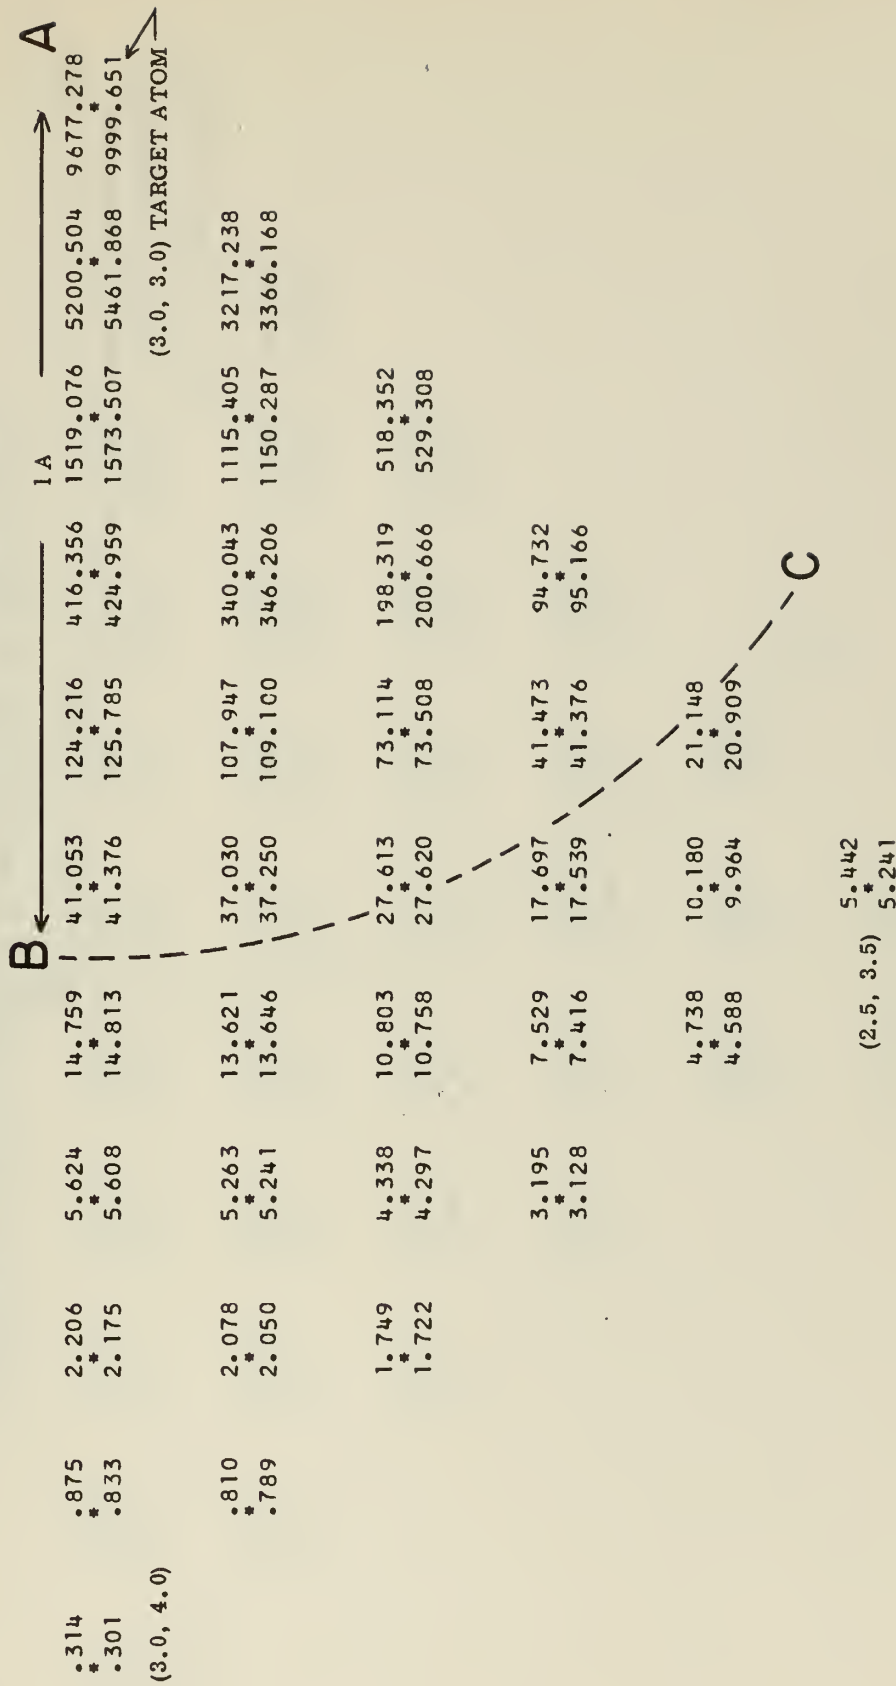 B A
1A
.314 .875 2.206 5.624 14.759 41.053 124.216 416.356 1519.076 5200.504 9677.278
* * * * * * * * * * *
.301 .833 2.175 5.608 14.813 41.376 125.785 424.959 1573.507 5461.868 9999.651
(3.0, 4.0) (3.0, 3.0) TARGET ATOM
.810 2.078 5.263 13.621 37.030 107.947 340.043 1115.405 3217.238
* * * * * * * * *
.789 2.050 5.241 13.646 37.250 109.100 346.206 1150.287 3366.168
1.749 4.338 10.803 27.613 73.114 198.319 518.352
* * * * * * *
1.722 4.297 10.758 27.620 73.508 200.666 529.308
3.195 7.529 17.697 41.473 94.732
* * * * *
3.128 7.416 17.539 41.376 95.166
4.738 10.180 21.148
* * *
4.588 9.964 20.909
C
5.442
*
(2.5, 3.5) 5.241